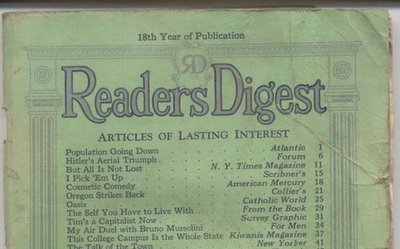 18th Year of Publication
RD
Readers Digest
ARTICLES OF LASTING INTEREST
Population Going Down Atlantic 1
Hitler's Aerial Triumph Forum 6
But All Is Not Lost N. Y. Times Magazine 11
I Pick 'Em Up Scribner's 15
Cosmetic Comedy American Mercury 18
Oregon Strikes Back Collier's 21
Oasis Catholic World 25
The Self You Have to Live With From the Book 29
Tim's a Capitalist Now Survey Graphic 31
My Air Duel with Bruno Mussolini For Men 34
This College Campus Is the Whole State Kiwanis Magazine 37
The Talk of the Town New Yorker 41